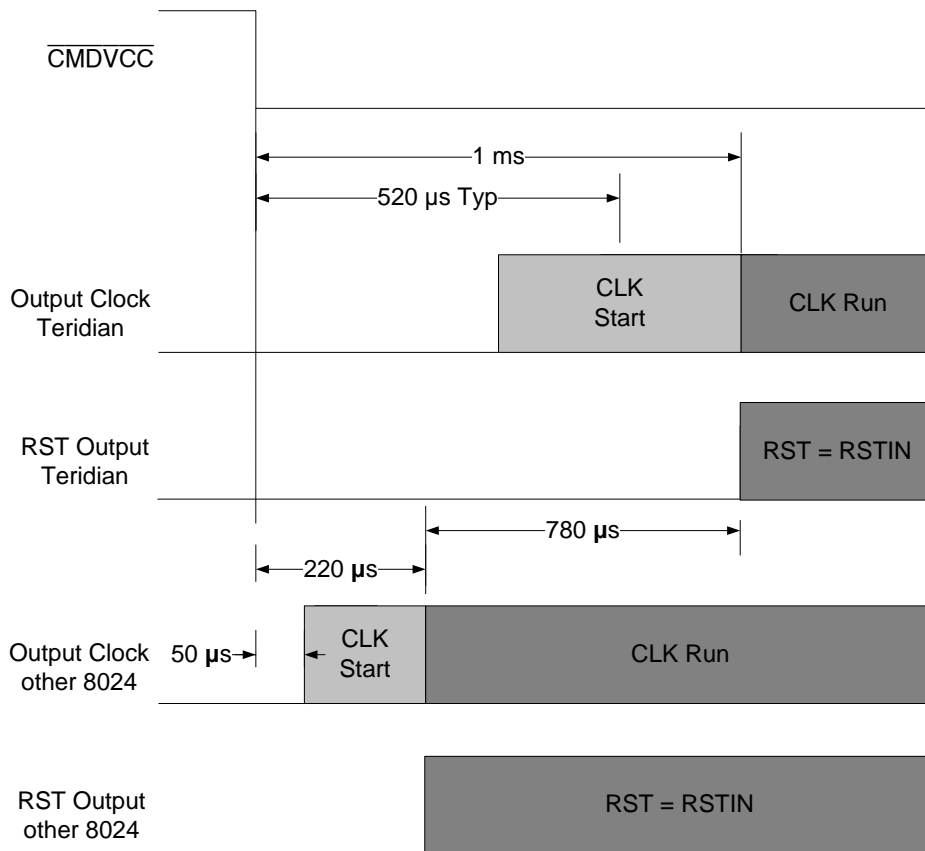 CMDVCC
1 ms
520 µs Typ
Output Clock
Teridian
CLK
Start
CLK Run
RST Output
Teridian
RST = RSTIN
780 µs
220 µs
Output Clock
other 8024
50 µs
CLK
Start
CLK Run
RST Output
other 8024
RST = RSTIN